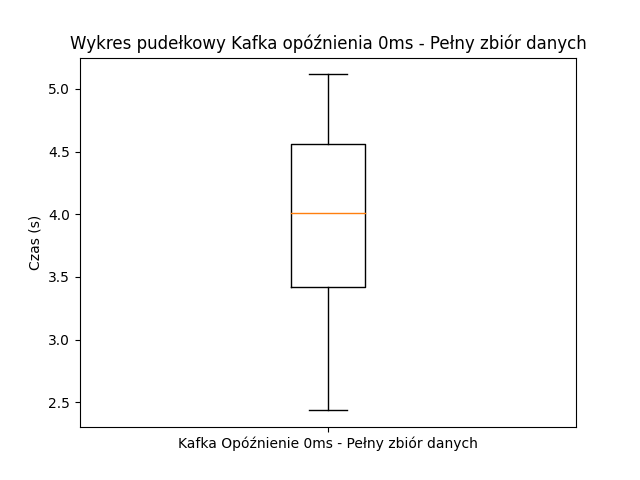 Wykres pudełkowy Kafka opóźnienia 0ms - Pełny zbiór danych
5.0
4.5
4.0
3.5
3.0
2.5
Czas (s)
Kafka Opóźnienie 0ms - Pełny zbiór danych